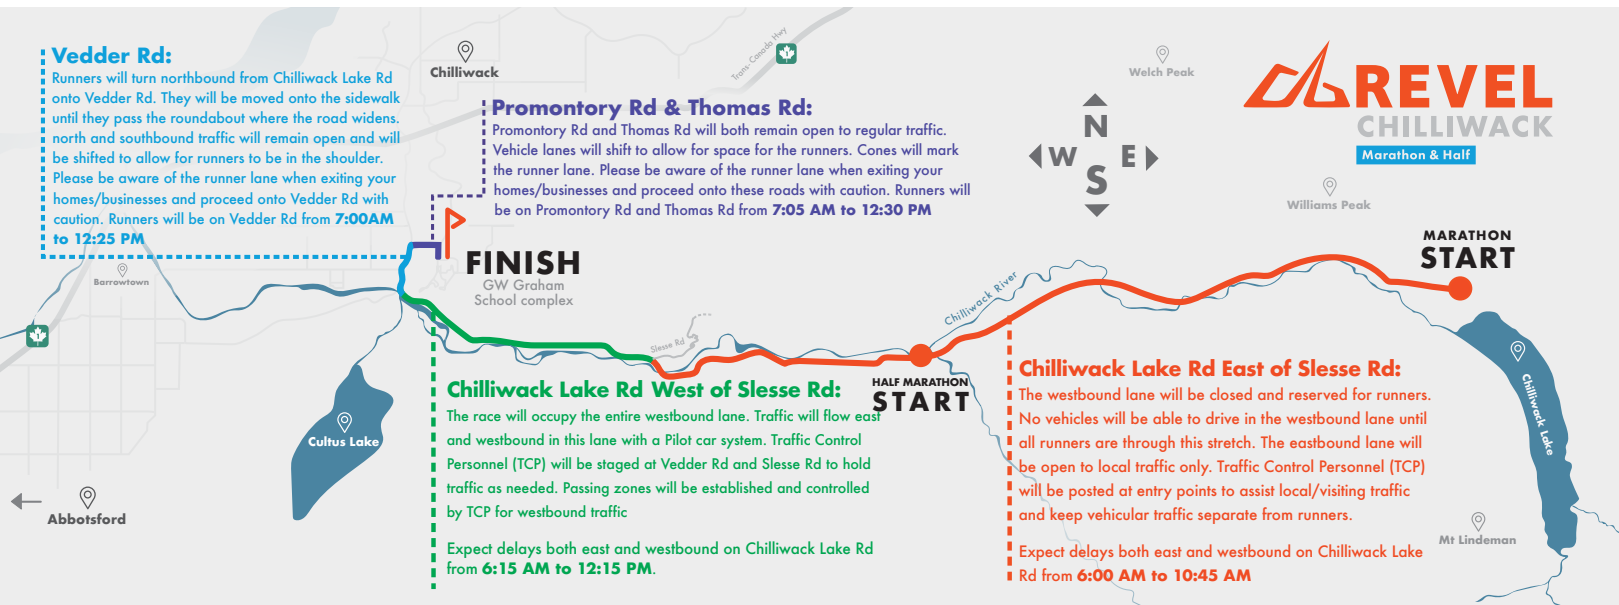 Vedder Rd:
Runners will turn northbound from Chilliwack Lake Rd
onto Vedder Rd. They will be moved onto the sidewalk
until they pass the roundabout where the road widens.
north and southbound traffic will remain open and will
be shifted to allow for runners to be in the shoulder.
Please be aware of the runner lane when exiting your
homes/businesses and proceed onto Vedder Rd with
caution. Runners will be on Vedder Rd from 7:00AM
to 12:25 PM
Chilliwack
Trans-Canada Hwy
1
Promontory Rd & Thomas Rd:
Promontory Rd and Thomas Rd will both remain open to regular traffic.
Vehicle lanes will shift to allow for space for the runners. Cones will mark
the runner lane. Please be aware of the runner lane when exiting your
homes/businesses and proceed onto these roads with caution. Runners will
be on Promontory Rd and Thomas Rd from 7:05 AM to 12:30 PM
Welch Peak
N
W E
S
REVEL
CHILLIWACK
Marathon & Half
Williams Peak
MARATHON
START
FINISH
GW Graham
School complex
Barrowtown
1
Chilliwack River
Slesse Rd
HALF MARATHON
START
Cultus Lake
Abbotsford
Chilliwack Lake Rd West of Slesse Rd:
The race will occupy the entire westbound lane. Traffic will flow east
and westbound in this lane with a Pilot car system. Traffic Control
Personnel (TCP) will be staged at Vedder Rd and Slesse Rd to hold
traffic as needed. Passing zones will be established and controlled
by TCP for westbound traffic
Expect delays both east and westbound on Chilliwack Lake Rd
from 6:15 AM to 12:15 PM.
Chilliwack Lake Rd East of Slesse Rd:
The westbound lane will be closed and reserved for runners.
No vehicles will be able to drive in the westbound lane until
all runners are through this stretch. The eastbound lane will
be open to local traffic only. Traffic Control Personnel (TCP)
will be posted at entry points to assist local/visiting traffic
and keep vehicular traffic separate from runners.
Expect delays both east and westbound on Chilliwack Lake
Rd from 6:00 AM to 10:45 AM
Chilliwack Lake
Mt Lindeman